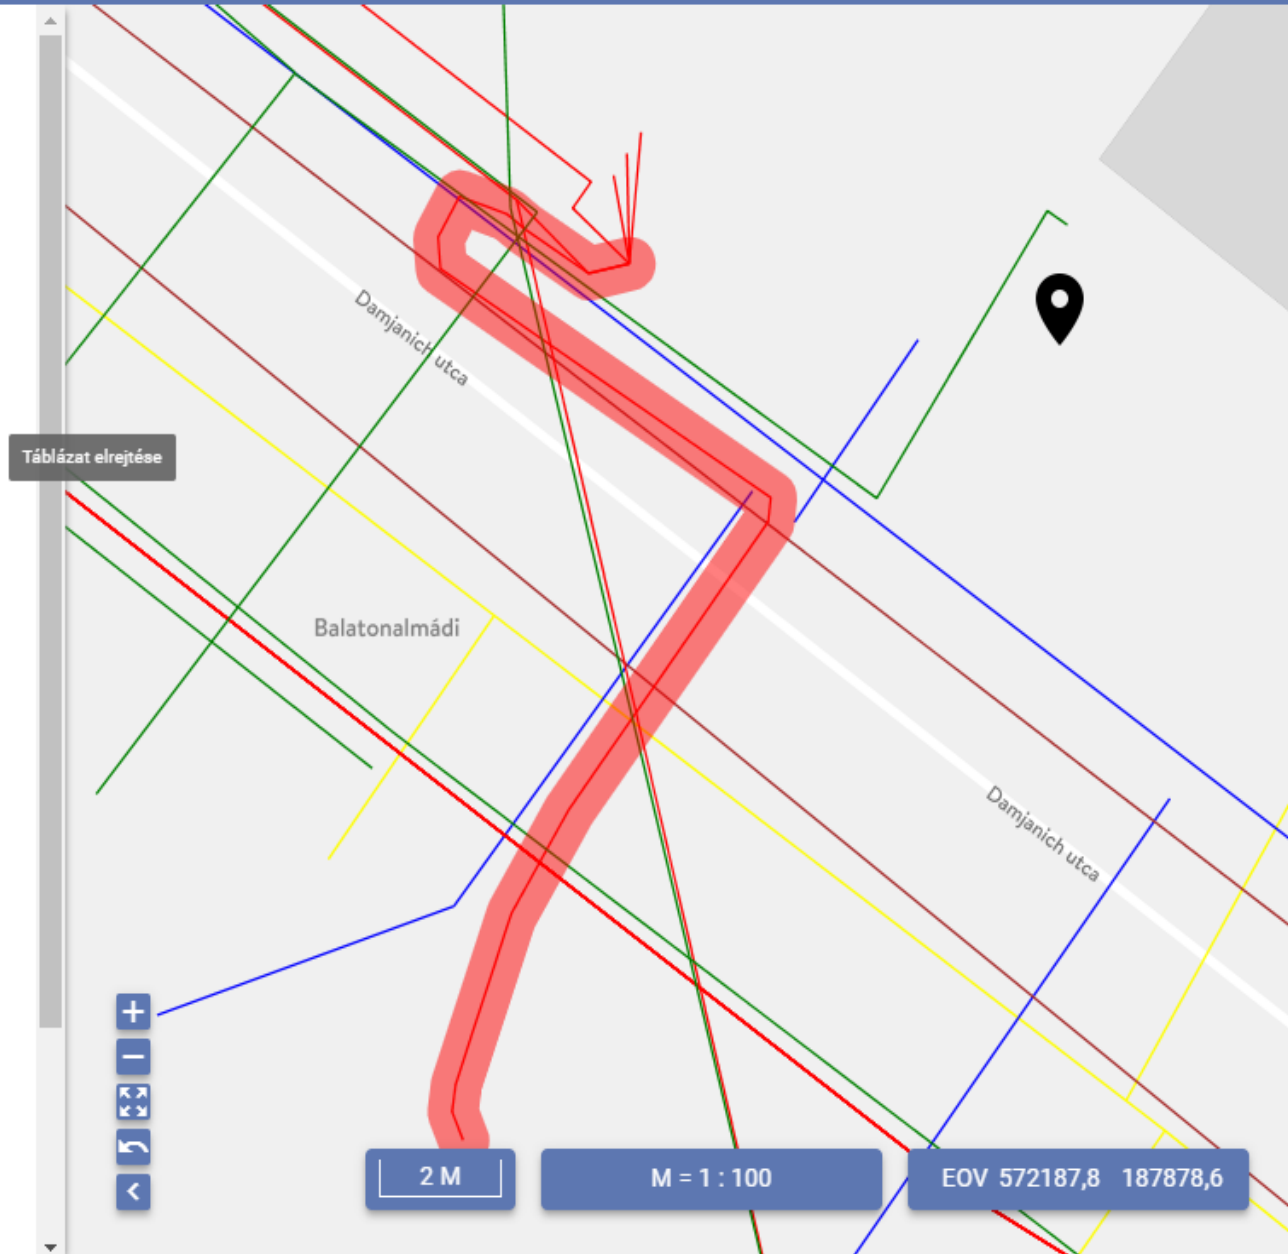 Damjanich utca
Táblázat elrejtése
Balatonalmádi
Damjanich utca
2 M
M = 1 : 100
EOV 572187,8 187878,6